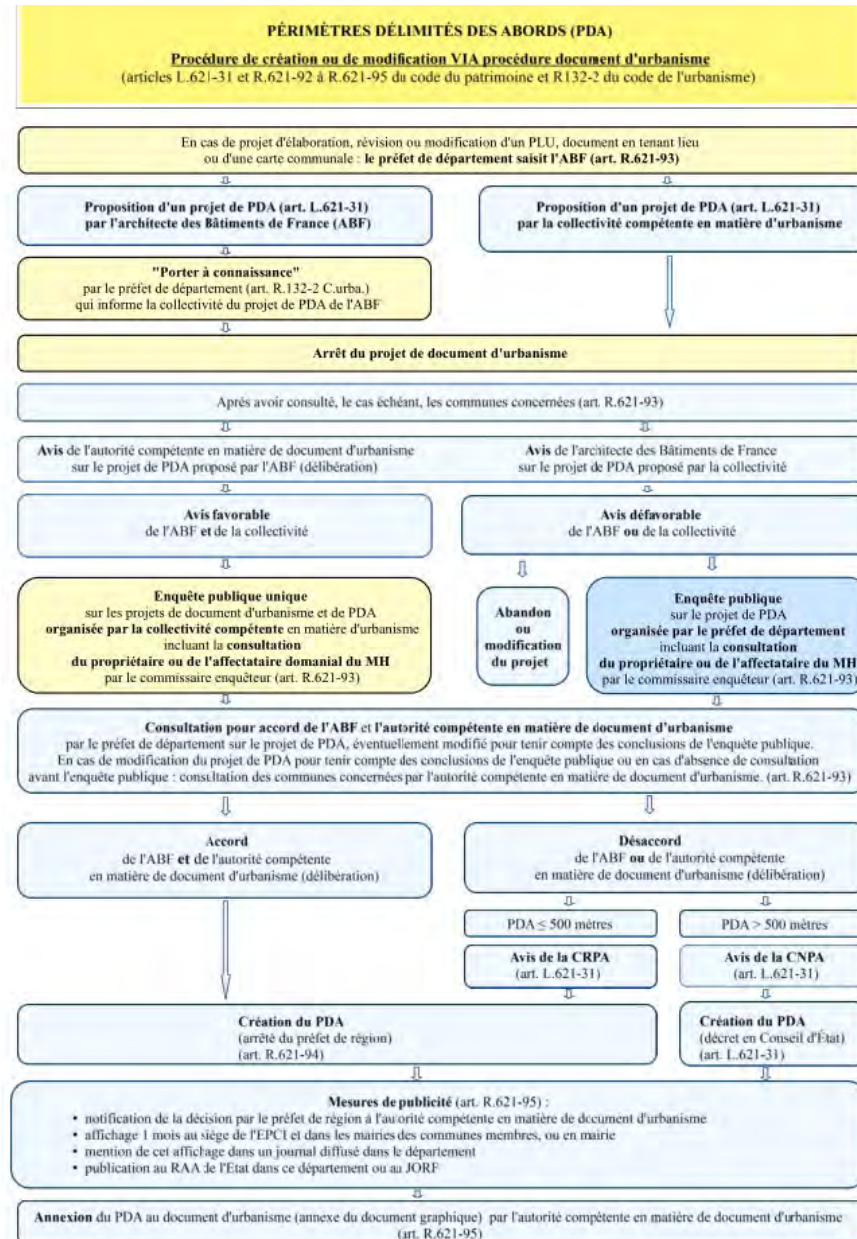 PÉRIMÈTRES DÉLIMITÉS DES ABORDS (PDA)
Procédure de création ou de modification VIA procédure document d'urbanisme
(articles L.621-31 et R.621-92 à R.621-95 du code du patrimoine et R132-2 du code de l'urbanisme)
En cas de projet d'élaboration, révision ou modification d'un PLU, document en tenant lieu
ou d'une carte communale : le préfet de département saisit l'ABF (art. R.621-93)
Proposition d'un projet de PDA (art. L.621-31)
par l'architecte des Bâtiments de France (ABF)
Proposition d'un projet de PDA (art. L.621-31)
par la collectivité compétente en matière d'urbanisme
"Porter à connaissance"
par le préfet de département (art. R.132-2 C.urba.)
qui informe la collectivité du projet de PDA de l'ABF
Arrêt du projet de document d'urbanisme
Après avoir consulté, le cas échéant, les communes concernées (art. R.621-93)
Avis de l'autorité compétente en matière de document d'urbanisme
sur le projet de PDA proposé par l'ABF (délibération)
Avis de l'architecte des Bâtiments de France
sur le projet de PDA proposé par la collectivité
Avis favorable
de l'ABF et de la collectivité
Avis défavorable
de l'ABF ou de la collectivité
Enquête publique unique
sur les projets de document d'urbanisme et de PDA
organisée par la collectivité compétente en matière d'urbanisme
incluant la consultation
du propriétaire ou de l'affectataire domanial du MH
par le commissaire enquêteur (art. R.621-93)
Abandon
ou
modification
du projet
Enquête publique
sur le projet de PDA
organisée par le préfet de département
incluant la consultation
du propriétaire ou de l'affectataire du MH
par le commissaire enquêteur (art. R.621-93)
Consultation pour accord de l'ABF et l'autorité compétente en matière de document d'urbanisme
par le préfet de département sur le projet de PDA, éventuellement modifié pour tenir compte des conclusions de l'enquête publique.
En cas de modification du projet de PDA pour tenir compte des conclusions de l'enquête publique ou en cas d'absence de consultation
avant l'enquête publique : consultation des communes concernées par l'autorité compétente en matière de document d'urbanisme. (art. R.621-93)
Accord
de l'ABF et de l'autorité compétente
en matière de document d'urbanisme (délibération)
Désaccord
de l'ABF ou de l'autorité compétente
en matière de document d'urbanisme (délibération)
PDA ≤ 500 mètres
PDA > 500 mètres
Avis de la CRPA
(art. L.621-31)
Avis de la CNPA
(art. L.621-31)
Création du PDA
(arrêté du préfet de région)
(art. R.621-94)
Création du PDA
(décret en Conseil d'État)
(art. L.621-31)
Mesures de publicité (art. R.621-95) :
• notification de la décision par le préfet de région à l'autorité compétente en matière de document d'urbanisme
• affichage 1 mois au siège de l'EPCI et dans les mairies des communes membres, ou en mairie
• mention de cet affichage dans un journal diffusé dans le département
• publication au RAA de l'Etat dans ce département ou au JORF
Annexion du PDA au document d'urbanisme (annexe du document graphique) par l'autorité compétente en matière de document d'urbanisme
(art. R.621-95)